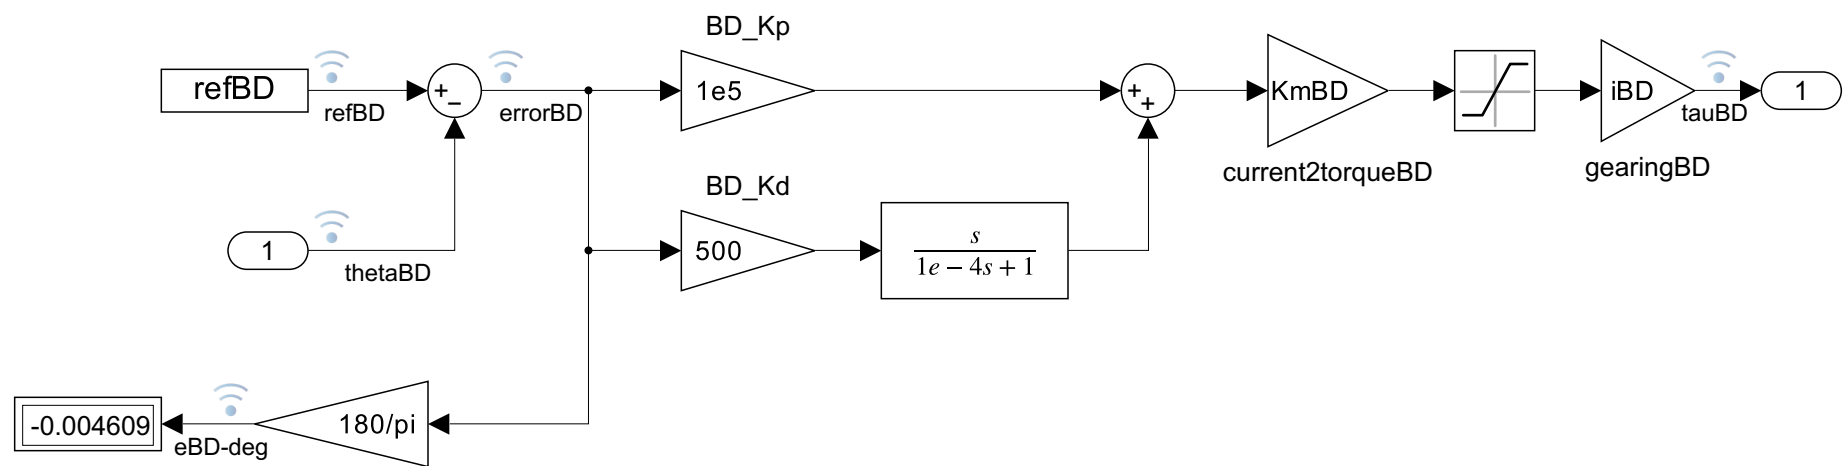 BD_Kp
refBD
refBD
+
−
errorBD
1e5
+
+
KmBD
iBD
tauBD
1
current2torqueBD
gearingBD
BD_Kd
1
thetaBD
500
s
1e − 4s + 1
-0.004609
eBD-deg
180/pi